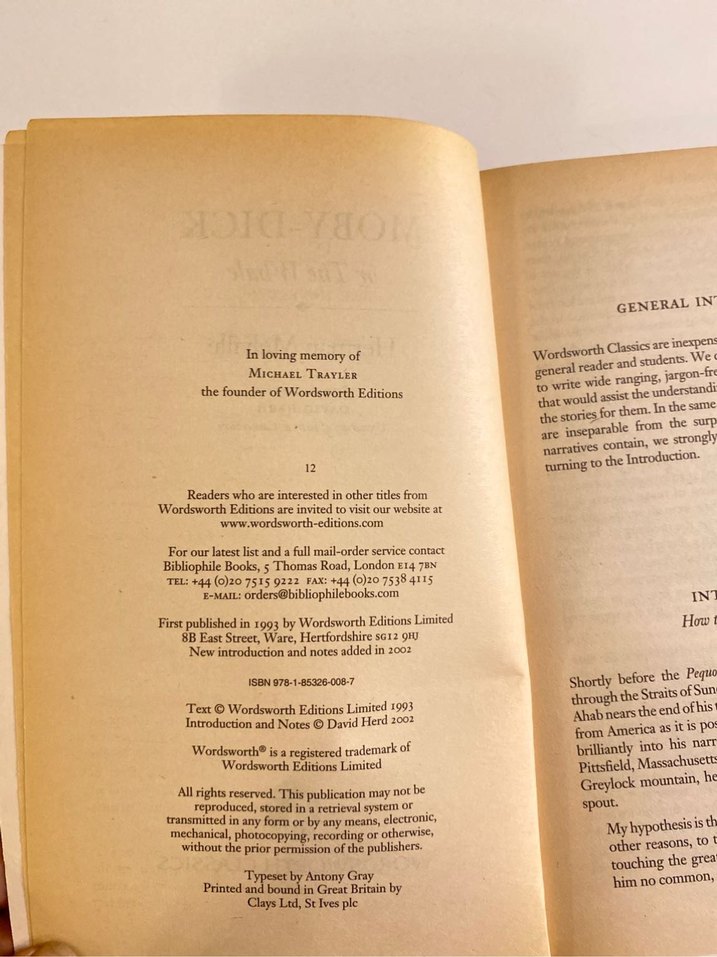 In loving memory of
MICHAEL TRAYLER
the founder of Wordsworth Editions
12
Readers who are interested in other titles from
Wordsworth Editions are invited to visit our website at
www.wordsworth-editions.com
For our latest list and a full mail-order service contact
Bibliophile Books, 5 Thomas Road, London E14 7BN
TEL: +44 (0)20 7515 9222 FAX: +44 (0)20 7538 4115
E-MAIL: orders@bibliophilebooks.com
First published in 1993 by Wordsworth Editions Limited
8B East Street, Ware, Hertfordshire SG12 9HJ
New introduction and notes added in 2002
ISBN 978-1-85326-008-7
Text © Wordsworth Editions Limited 1993
Introduction and Notes © David Herd 2002
Wordsworth® is a registered trademark of
Wordsworth Editions Limited
All rights reserved. This publication may not be
reproduced, stored in a retrieval system or
transmitted in any form or by any means, electronic,
mechanical, photocopying, recording or otherwise,
without the prior permission of the publishers.
Typeset by Antony Gray
Printed and bound in Great Britain by
Clays Ltd, St Ives plc
GENERAL INT
Wordsworth Classics are inexpens
general reader and students. We c
to write wide ranging, jargon-fre
that would assist the understandi
the stories for them. In the same
are inseparable from the surp
narratives contain, we strongly
turning to the Introduction.
INT
How t
Shortly before the Pequo
through the Straits of Sun
Ahab nears the end of his t
from America as it is pos
brilliantly into his narr
Pittsfield, Massachusetts
Greylock mountain, he
spout.
My hypothesis is th
other reasons, to t
touching the grea
him no common,